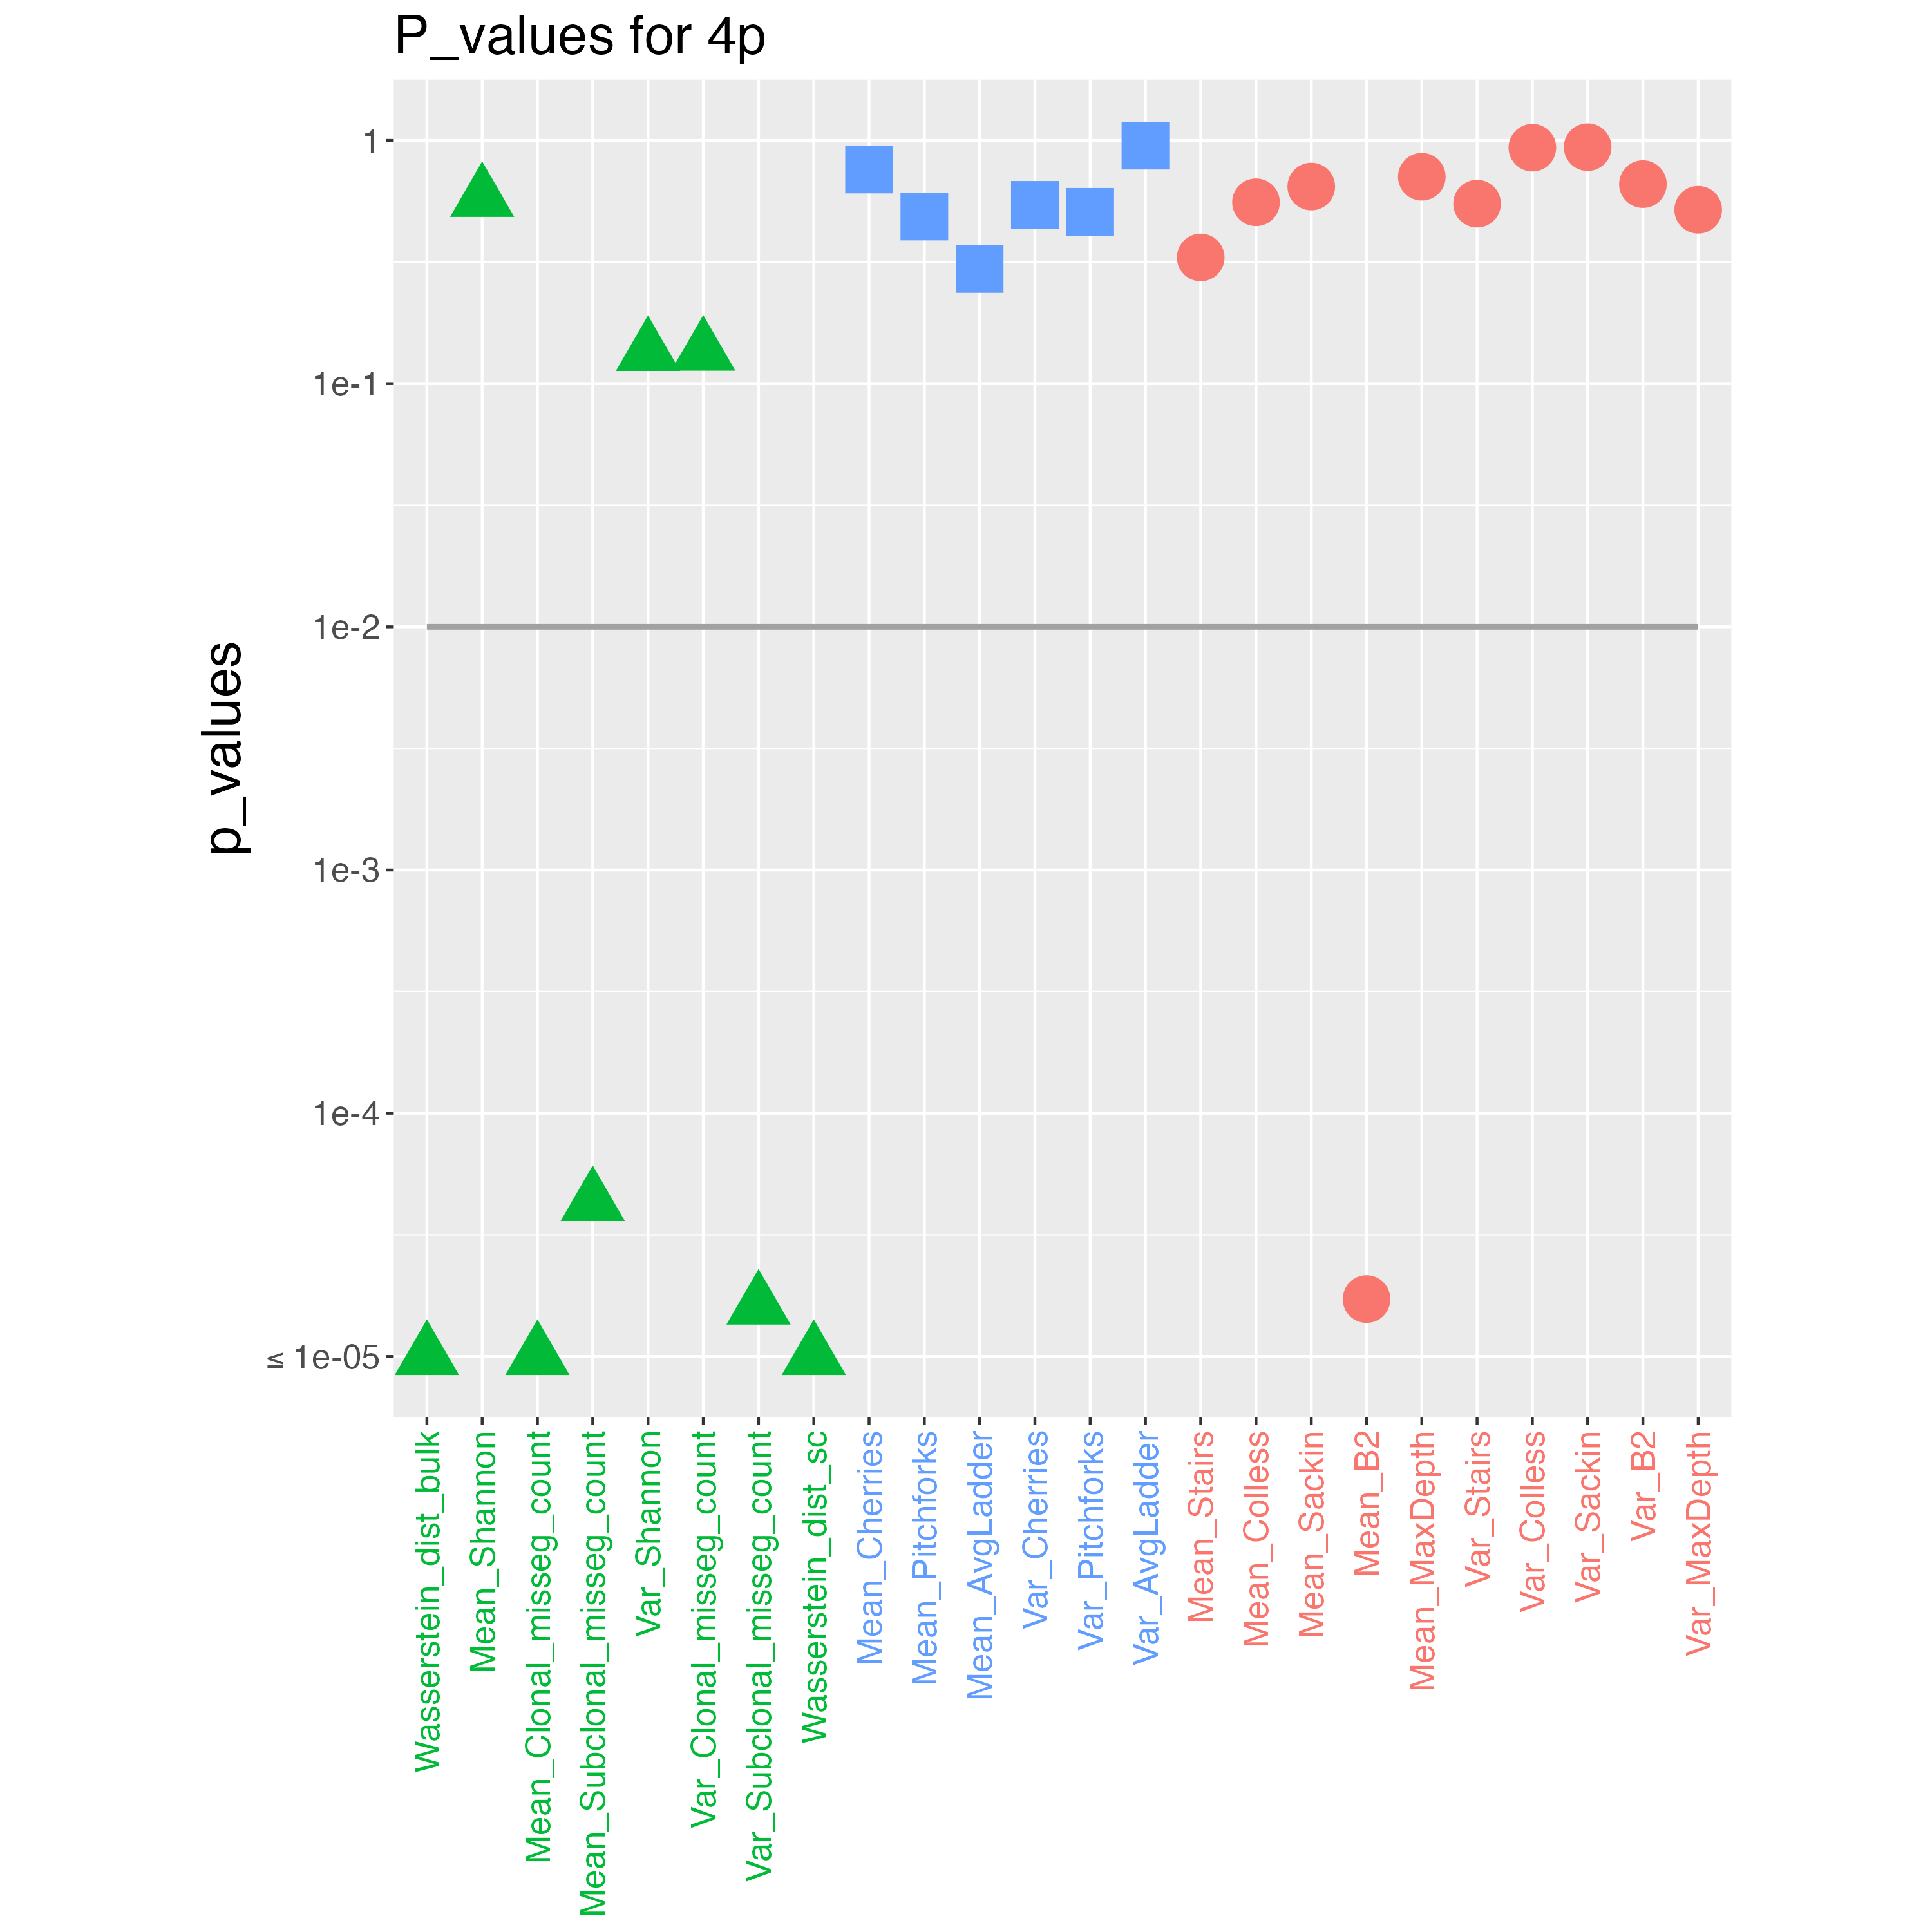 P_values for 4p
p_values
1
1e-1
1e-2
1e-3
1e-4
≤ 1e-05
Wasserstein_dist_bulk
Mean_Shannon
Mean_Clonal_misseg_count
Mean_Subclonal_misseg_count
Var_Shannon
Var_Clonal_misseg_count
Var_Subclonal_misseg_count
Wasserstein_dist_sc
Mean_Cherries
Mean_Pitchforks
Mean_AvgLadder
Var_Cherries
Var_Pitchforks
Var_AvgLadder
Mean_Stairs
Mean_Colless
Mean_Sackin
Mean_B2
Mean_MaxDepth
Var_Stairs
Var_Colless
Var_Sackin
Var_B2
Var_MaxDepth